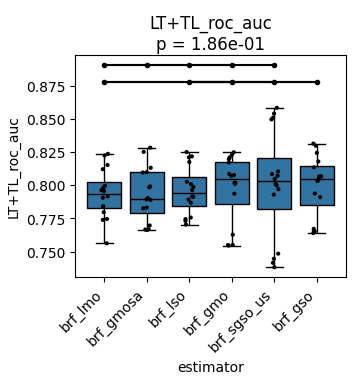 LT+TL_roc_auc
p = 1.86e-01
LT+TL_roc_auc
0.875
0.850
0.825
0.800
0.775
0.750
brf_lmo
brf_gmosa
brf_lso
brf_gmo
brf_sgso_us
brf_gso
estimator